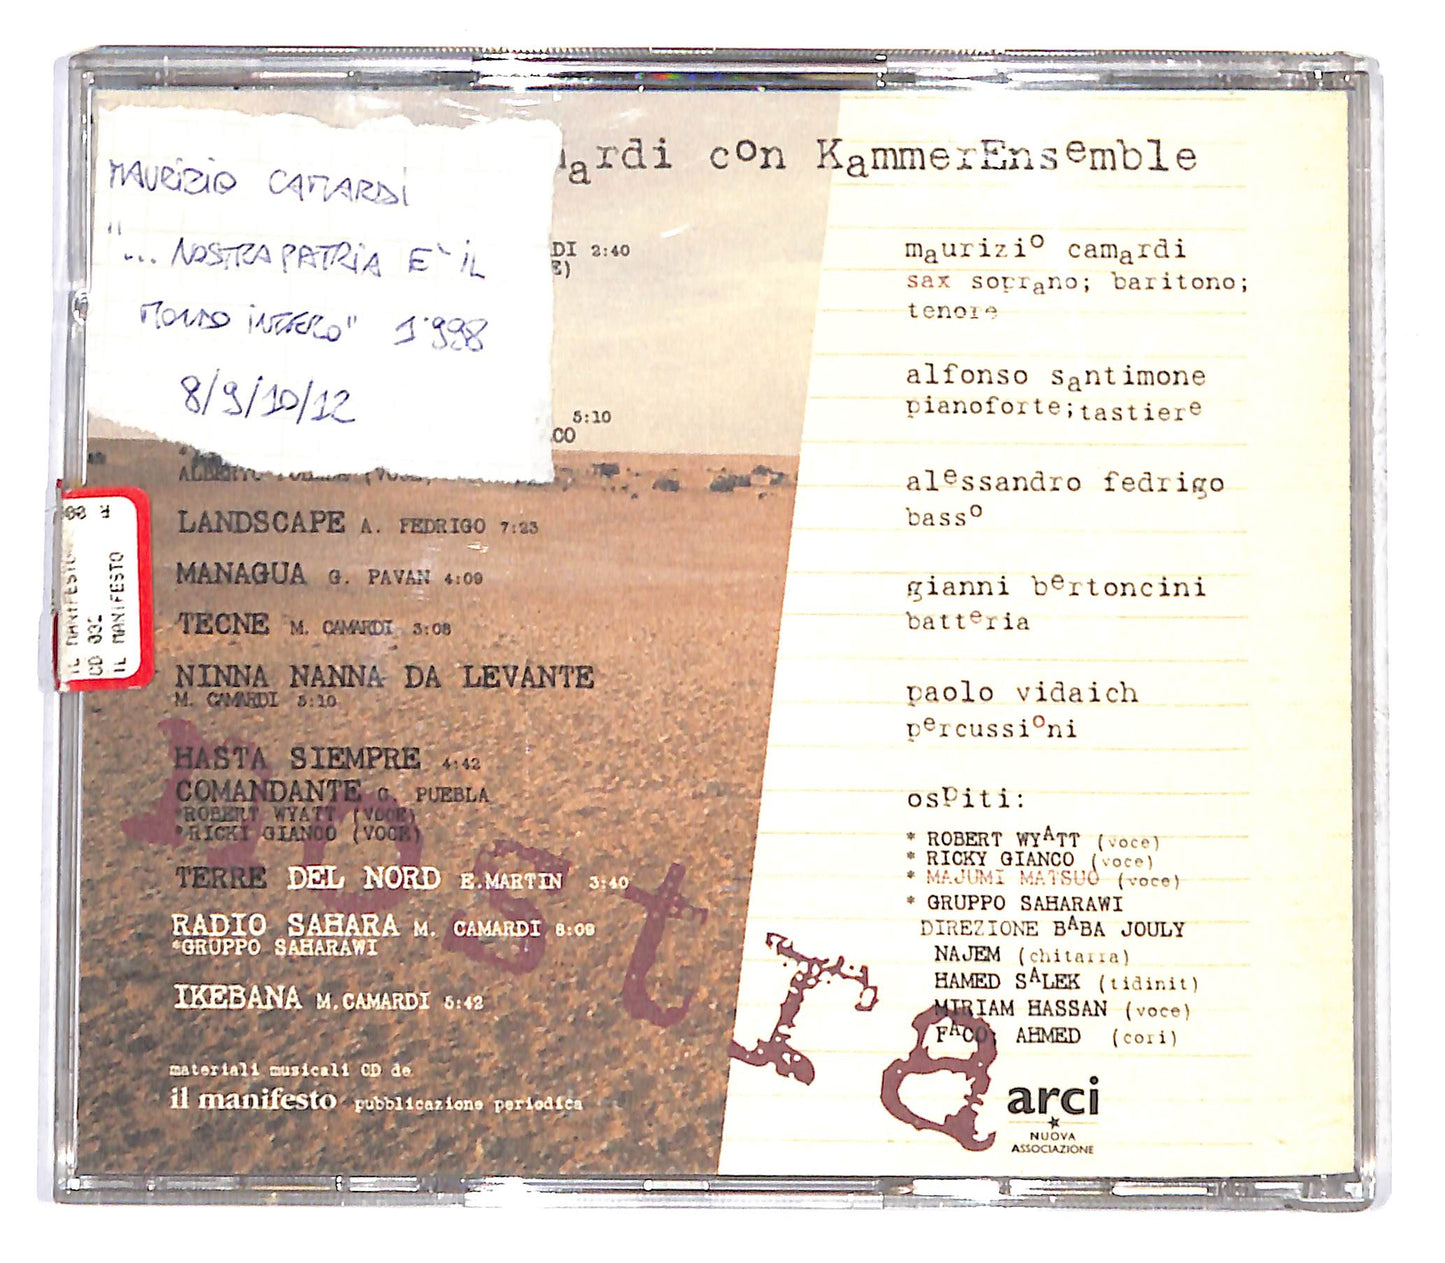 MAURIZIO CAMARDI
"... NOSTRA PATRIA E` IL
MONDO INTERO" 1998
8/9/10/12
ardi con KammerEnsemble
DI 2:40
5:10
CO
LANDSCAPE A. FEDRIGO 7:23
MANAGUA G. PAVAN 4:09
TECNE M. CAMARDI 3:08
NINNA NANNA DA LEVANTE
M. CAMARDI 5:10
HASTA SIEMPRE 4:42
COMANDANTE C. PUEBLA
*ROBERT WYATT (VOCE)
*RICKI GIANCO (VOCE)
TERRE DEL NORD E.MARTIN 3:40
RADIO SAHARA M. CAMARDI 8:09
*GRUPPO SAHARAWI
IKEBANA M.CAMARDI 5:42
materiali musicali CD de
il manifesto pubblicazione periodica
IL MANIFESTO
CD 031
IL MANIFESTO
maurizio camardi
sax soprano; baritono;
tenore
alfonso santimone
pianoforte;tastiere
alessandro fedrigo
basso
gianni bertoncini
batteria
paolo vidaich
percussioni
osPiti:
* ROBERT WYATT (voce)
* RICKY GIANCO (voce)
* MAJUMI MATSUO (voce)
* GRUPPO SAHARAWI
DIREZIONE BABA JOULY
NAJEM (chitarra)
HAMED SALEK (tidinit)
MIRIAM HASSAN (voce)
FACO; AHMED (cori)
nostra
arci
NUOVA
ASSOCIAZIONE